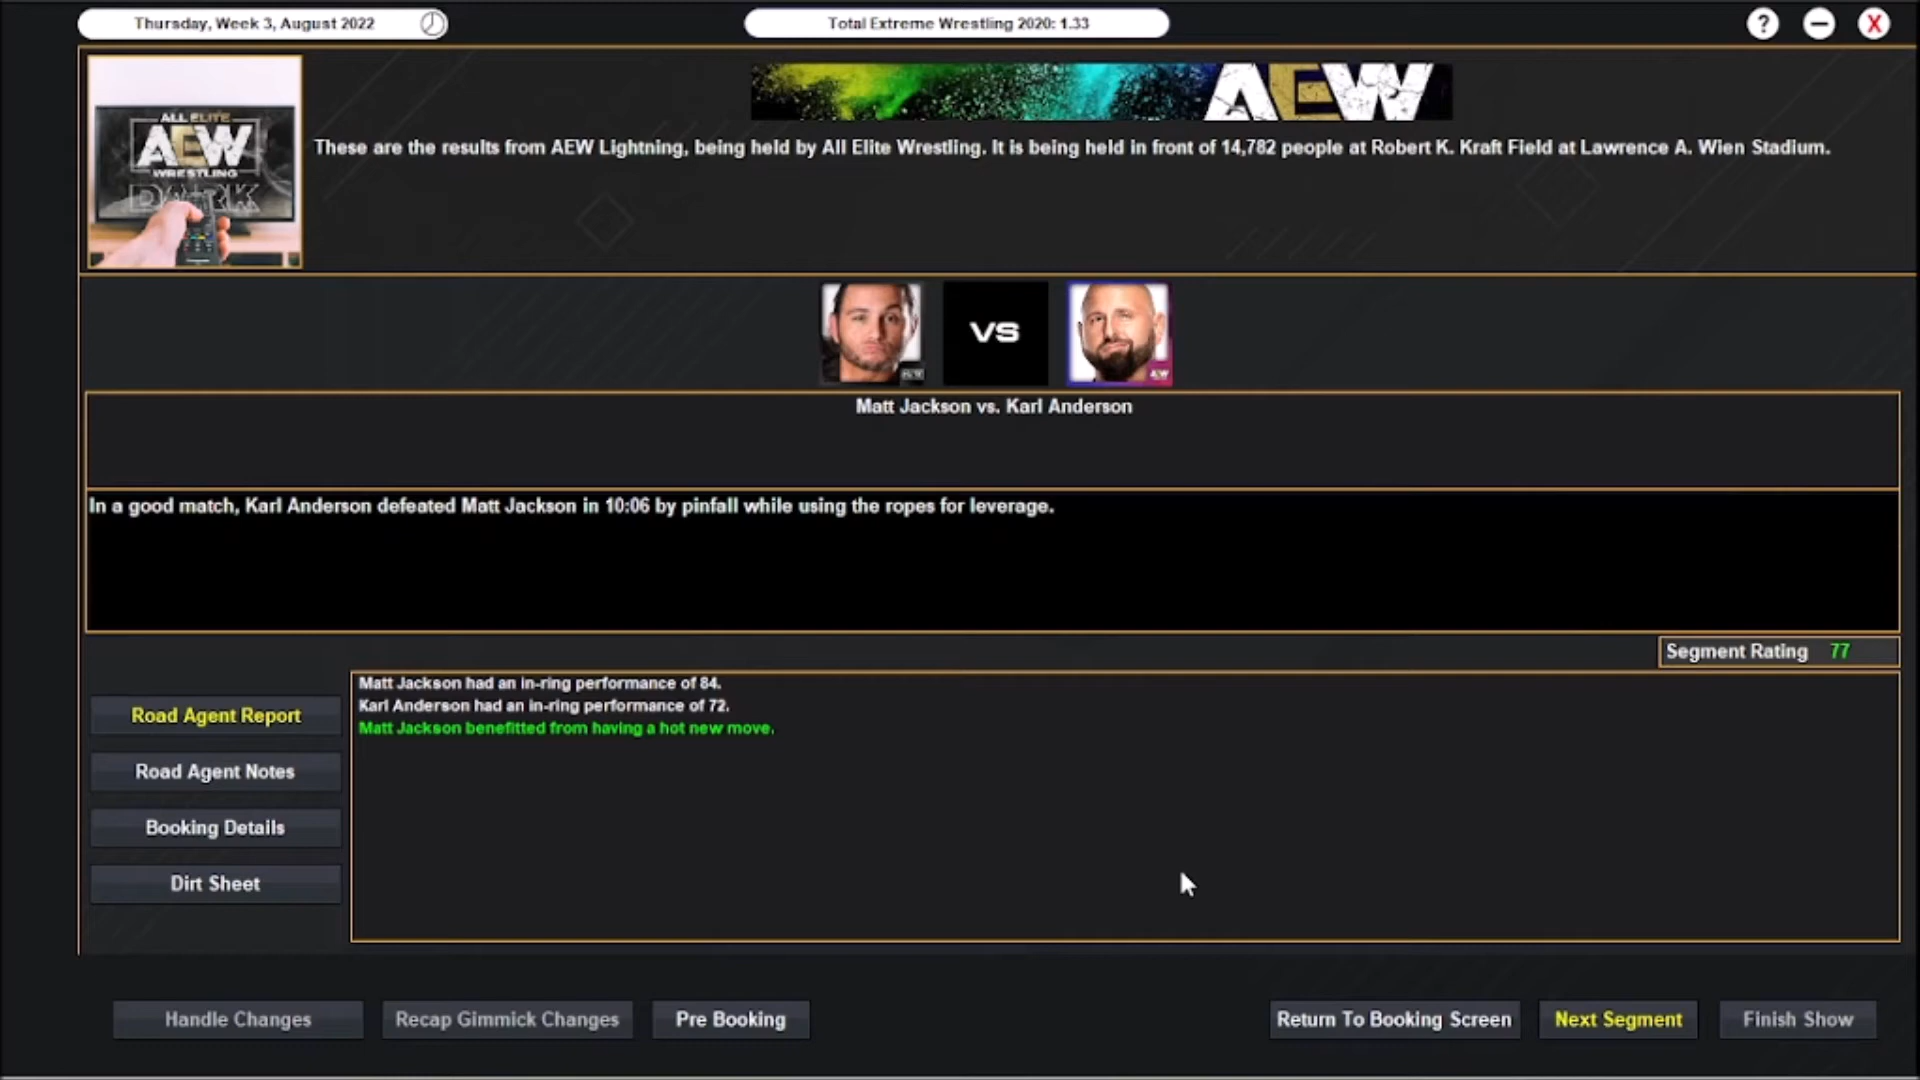 Thursday, Week 3, August 2022
Total Extreme Wrestling 2020: 1.33
?
X
ALL ELITE
AEW
WRESTLING
DARK
AEW
These are the results from AEW Lightning, being held by All Elite Wrestling. It is being held in front of 14,782 people at Robert K. Kraft Field at Lawrence A. Wien Stadium.
VS
AEW
Matt Jackson vs. Karl Anderson
In a good match, Karl Anderson defeated Matt Jackson in 10:06 by pinfall while using the ropes for leverage.
Segment Rating 77
Matt Jackson had an in-ring performance of 84.
Karl Anderson had an in-ring performance of 72.
Matt Jackson benefitted from having a hot new move.
Road Agent Report
Road Agent Notes
Booking Details
Dirt Sheet
Handle Changes
Recap Gimmick Changes
Pre Booking
Return To Booking Screen
Next Segment
Finish Show